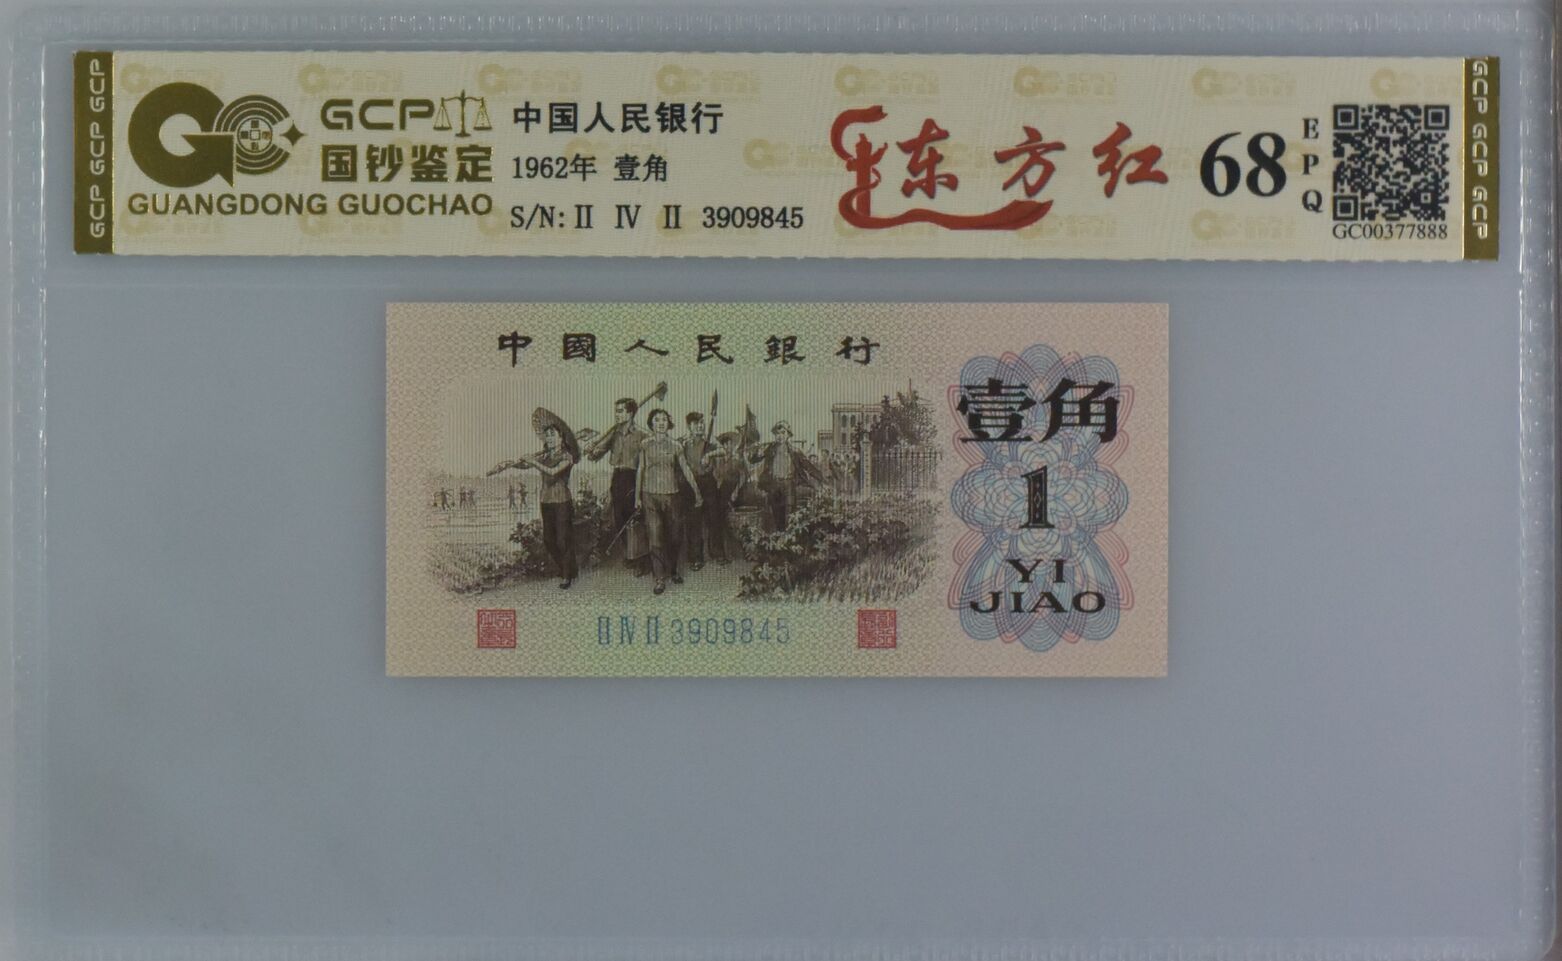 GCP GCP GCP
GCP
国钞鉴定
GUANGDONG GUOCHAO
中国人民银行
1962年 壹角
S/N: II IV II 3909845
东方红
68
EPQ
GC00377888
GCP GCP GCP
中國人民銀行
壹角
1
YI
JIAO
II IV II 3909845